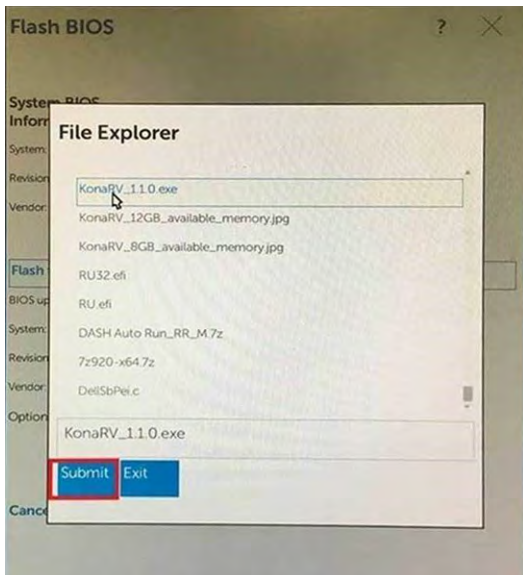 Flash BIOS ?
System BIOS
Infor
System:
Revision
Vendor:
File Explorer
KonaRV_1.1.0.exe
KonaRV_12GB_available_memory.jpg
KonaRV_8GB_available_memory.jpg
RU32.efi
RU.efi
DASH Auto Run_RR_M.7z
7z920-x64.7z
DellSbPei.c
KonaRV_1.1.0.exe
Submit Exit
Flash
BIOS up
System:
Revision
Vendor:
Option
Cance